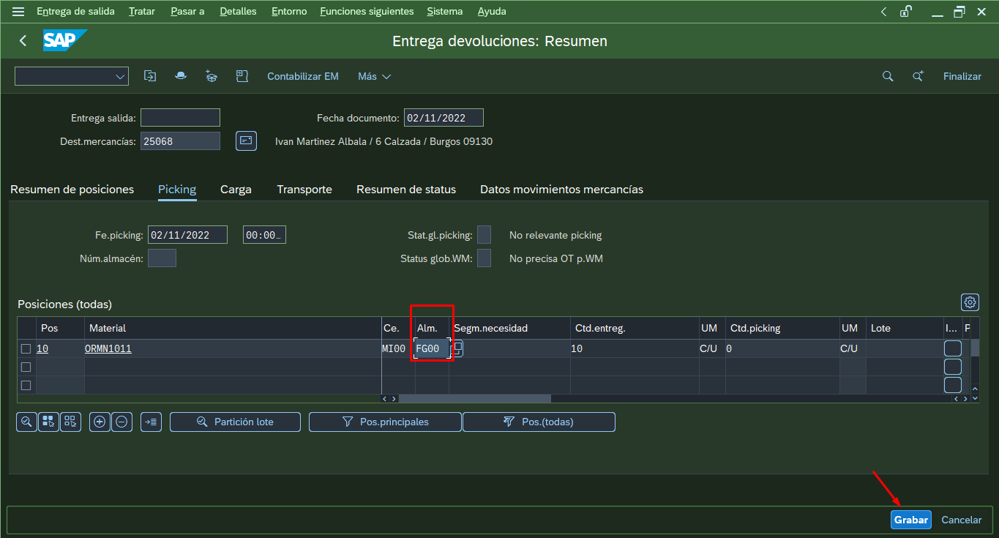 Entrega de salida Tratar Pasar a Detalles Entorno Funciones siguientes Sistema Ayuda
SAP Entrega devoluciones: Resumen
Contabilizar EM Más Finalizar
Entrega salida: Fecha documento: 02/11/2022
Dest.mercancías: 25068 Ivan Martinez Albala / 6 Calzada / Burgos 09130
Resumen de posiciones Picking Carga Transporte Resumen de status Datos movimientos mercancías
Fe.picking: 02/11/2022 00:00… Stat.gl.picking: No relevante picking
Núm.almacén: Status glob.WM: No precisa OT p.WM
Posiciones (todas)
Pos Material Ce. Alm. Segm.necesidad Ctd.entreg. UM Ctd.picking UM Lote I... P
10 ORMN1011 MI00 FG00 10 C/U 0 C/U
Partición lote Pos.principales Pos.(todas)
Grabar Cancelar